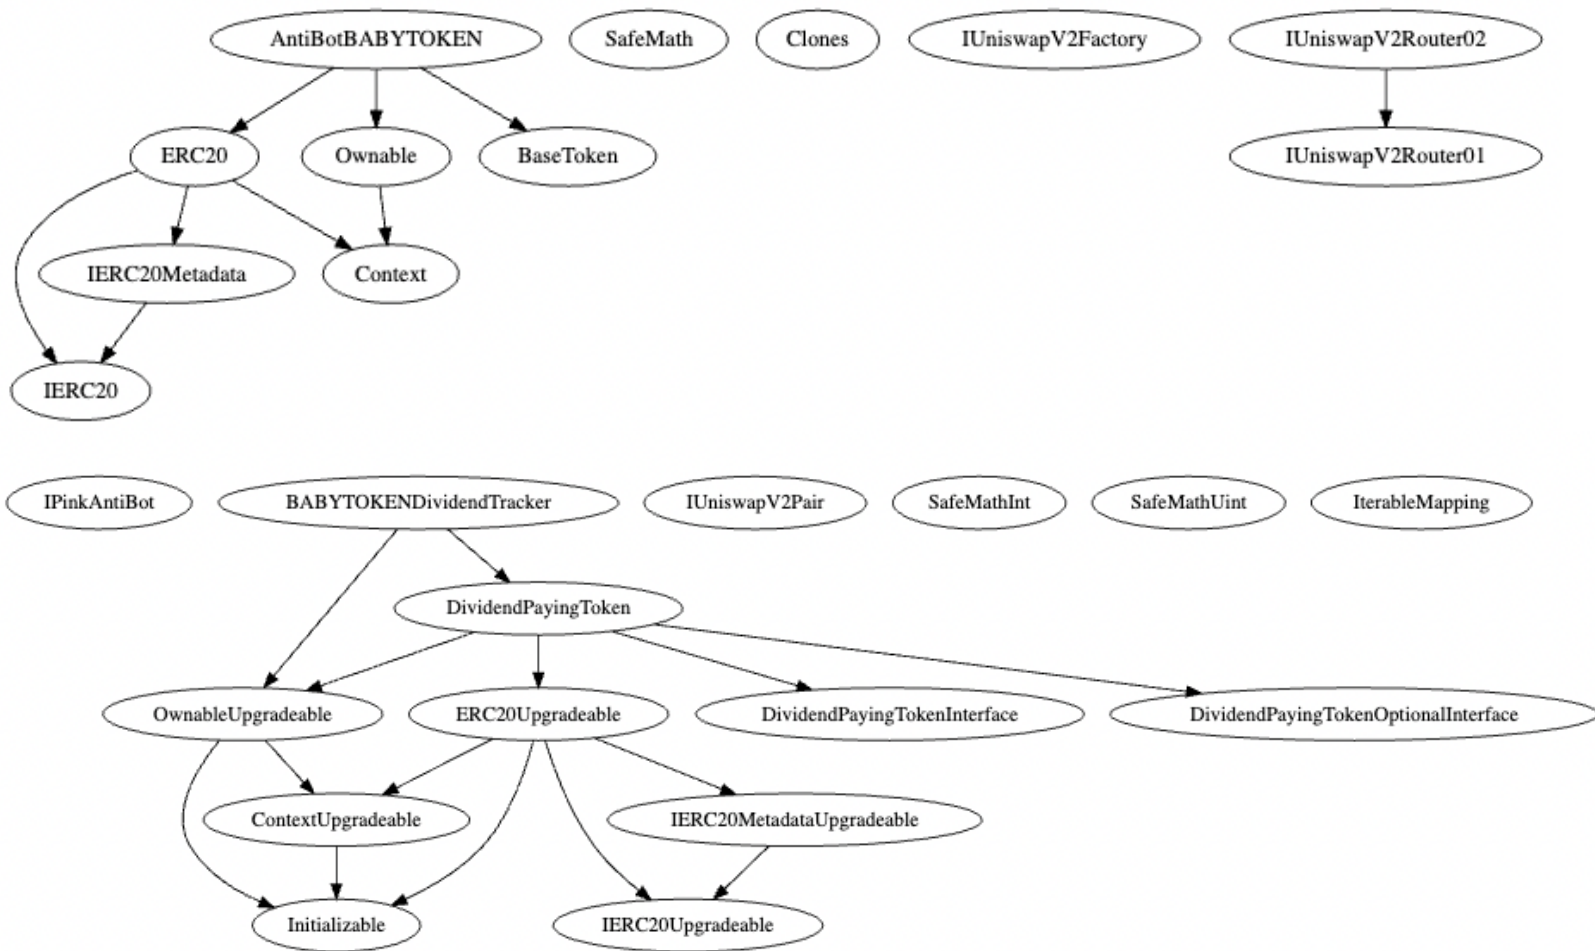 AntiBotBABYTOKEN
SafeMath
Clones
IUniswapV2Factory
IUniswapV2Router02
ERC20
Ownable
BaseToken
IUniswapV2Router01
IERC20Metadata
Context
IERC20
IPinkAntiBot
BABYTOKENDividendTracker
IUniswapV2Pair
SafeMathInt
SafeMathUint
IterableMapping
DividendPayingToken
OwnableUpgradeable
ERC20Upgradeable
DividendPayingTokenInterface
DividendPayingTokenOptionalInterface
ContextUpgradeable
IERC20MetadataUpgradeable
Initializable
IERC20Upgradeable